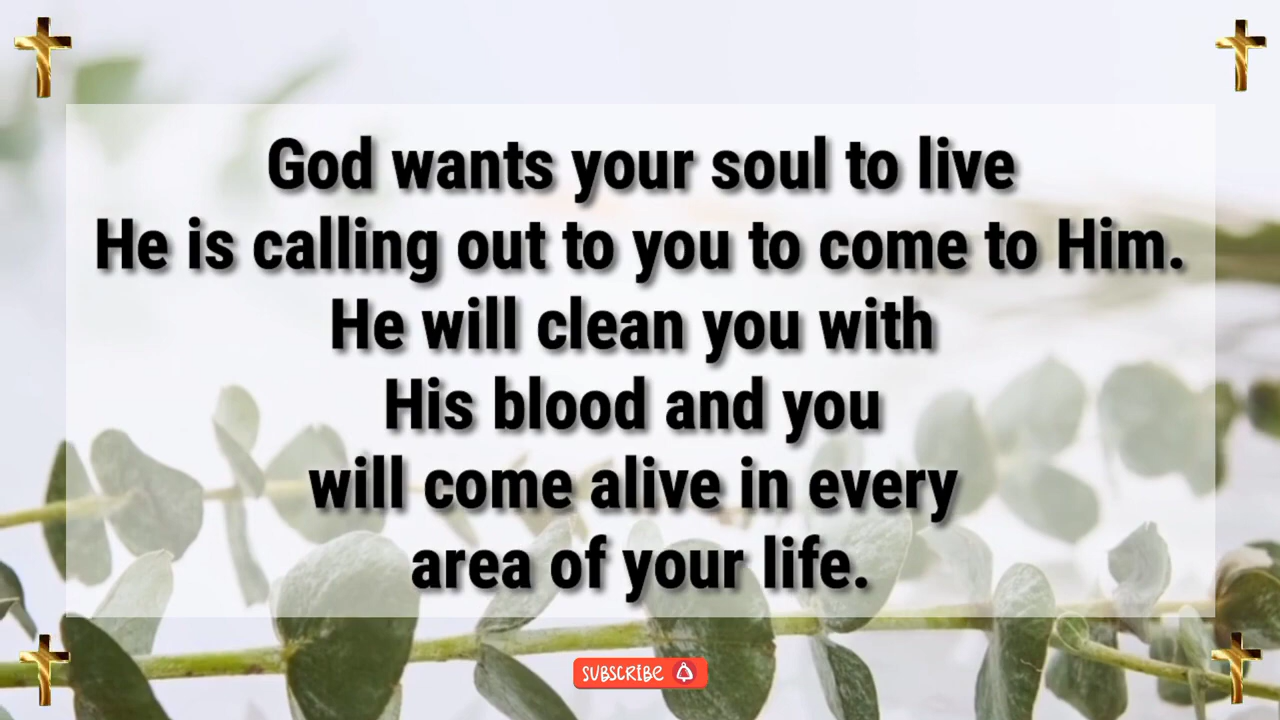 God wants your soul to live
He is calling out to you to come to Him.
He will clean you with
His blood and you
will come alive in every
area of your life.
SUBSCRIBE